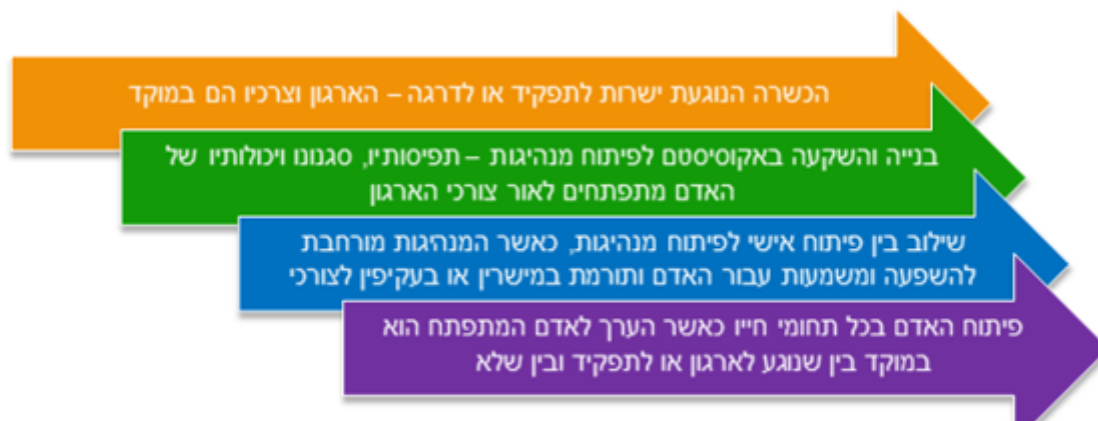 הכשרה הנוגעת ישרות לתפקיד או לדרגה – הארגון וצרכיו הם במוקד
בנייה והשקעה באקוסיסטם לפיתוח מנהיגות – תפיסותיו, סגנונו ויכולותיו של
האדם מתפתחים לאור צורכי הארגון
שילוב בין פיתוח אישי לפיתוח מנהיגות, כאשר המנהיגות מורחבת
להשפעה ומשמעות עבור האדם ותורמת במישרין או בעקיפין לצורכי
פיתוח האדם בכל תחומי חייו כאשר הערך לאדם המתפתח הוא
במוקד בין שנוגע לארגון או לתפקיד ובין שלא